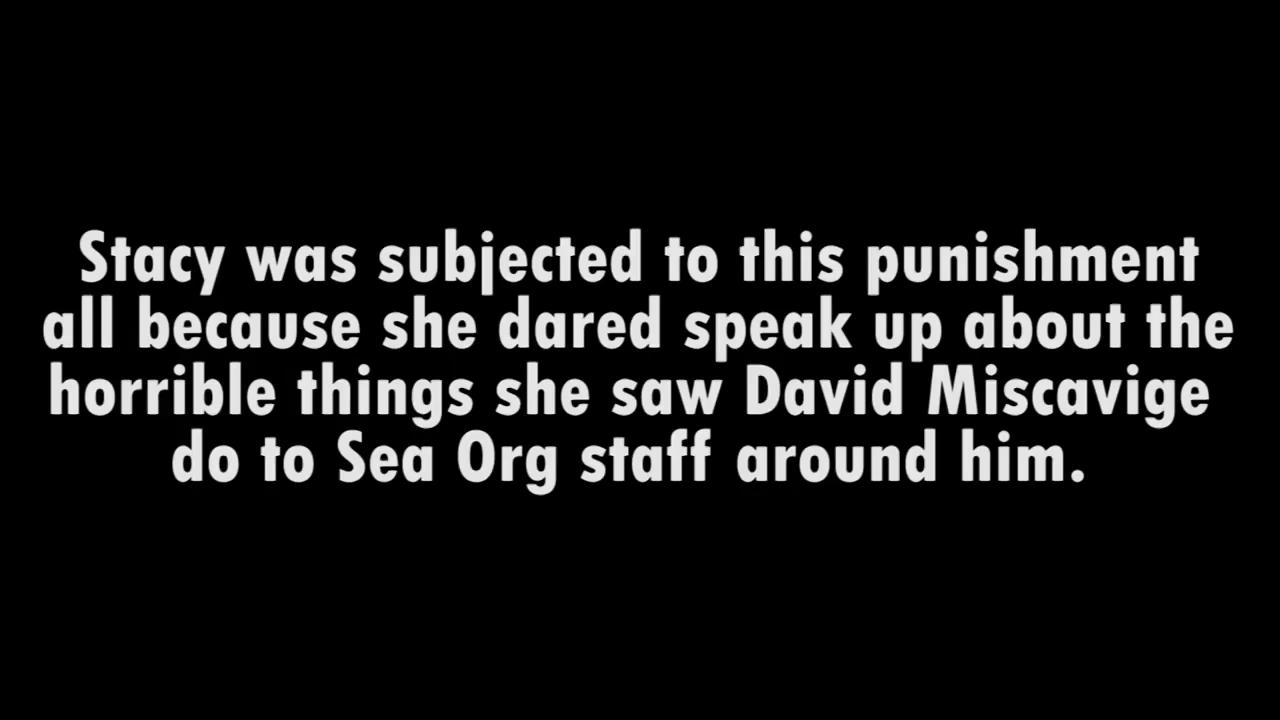 Stacy was subjected to this punishment
all because she dared speak up about the
horrible things she saw David Miscavige
do to Sea Org staff around him.